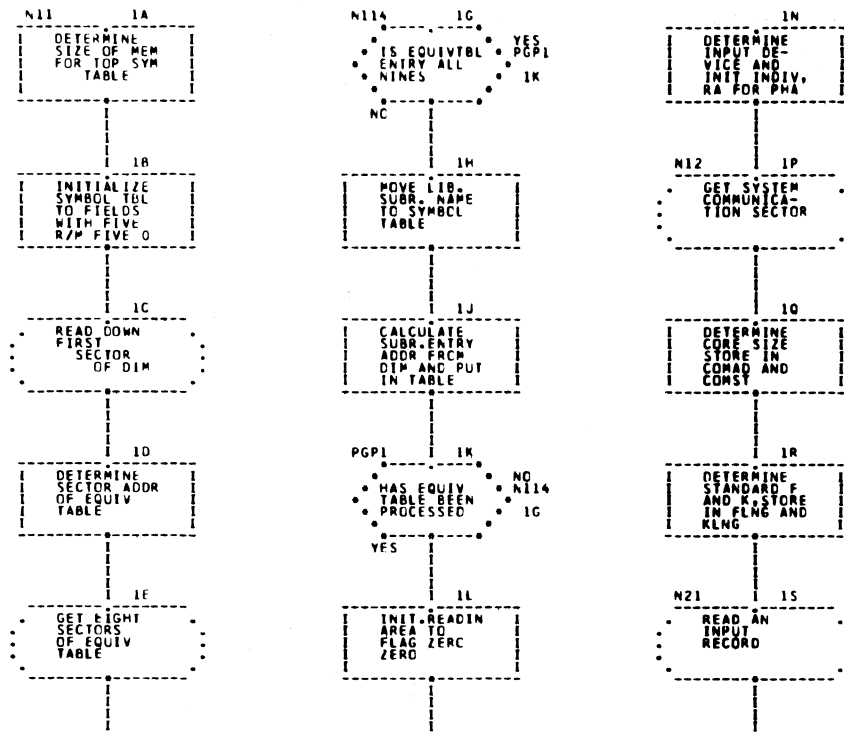 N11 1A
DETERMINE
SIZE OF MEM
FOR TOP SYM
TABLE
1B
INITIALIZE
SYMBOL TBL
TO FIELDS
WITH FIVE
R/M FIVE 0
1C
READ DOWN
FIRST
SECTOR
OF DIM
1D
DETERMINE
SECTOR ADDR
OF EQUIV
TABLE
1E
GET EIGHT
SECTORS
OF EQUIV
TABLE
N114 1G
IS EQUIVTBL
ENTRY ALL
NINES
YES
PGP1
1K
NC
1H
MOVE LIB.
SUBR. NAME
TO SYMBCL
TABLE
1J
CALCULATE
SUBR.ENTRY
ADDR FRCM
DIM AND PUT
IN TABLE
PGP1 1K
HAS EQUIV
TABLE BEEN
PROCESSED
NO
N114
1G
YES
1L
INIT.READIN
AREA TO
FLAG ZERC
ZERO
1N
DETERMINE
INPUT DE-
VICE AND
INIT INDIV,
RA FOR PHA
N12 1P
GET SYSTEM
COMMUNICA-
TION SECTOR
1Q
DETERMINE
CORE SIZE
STORE IN
COMAD AND
COMST
1R
DETERMINE
STANDARD F
AND K,STORE
IN FLNG AND
KLNG
N21 1S
READ AN
INPUT
RECORD